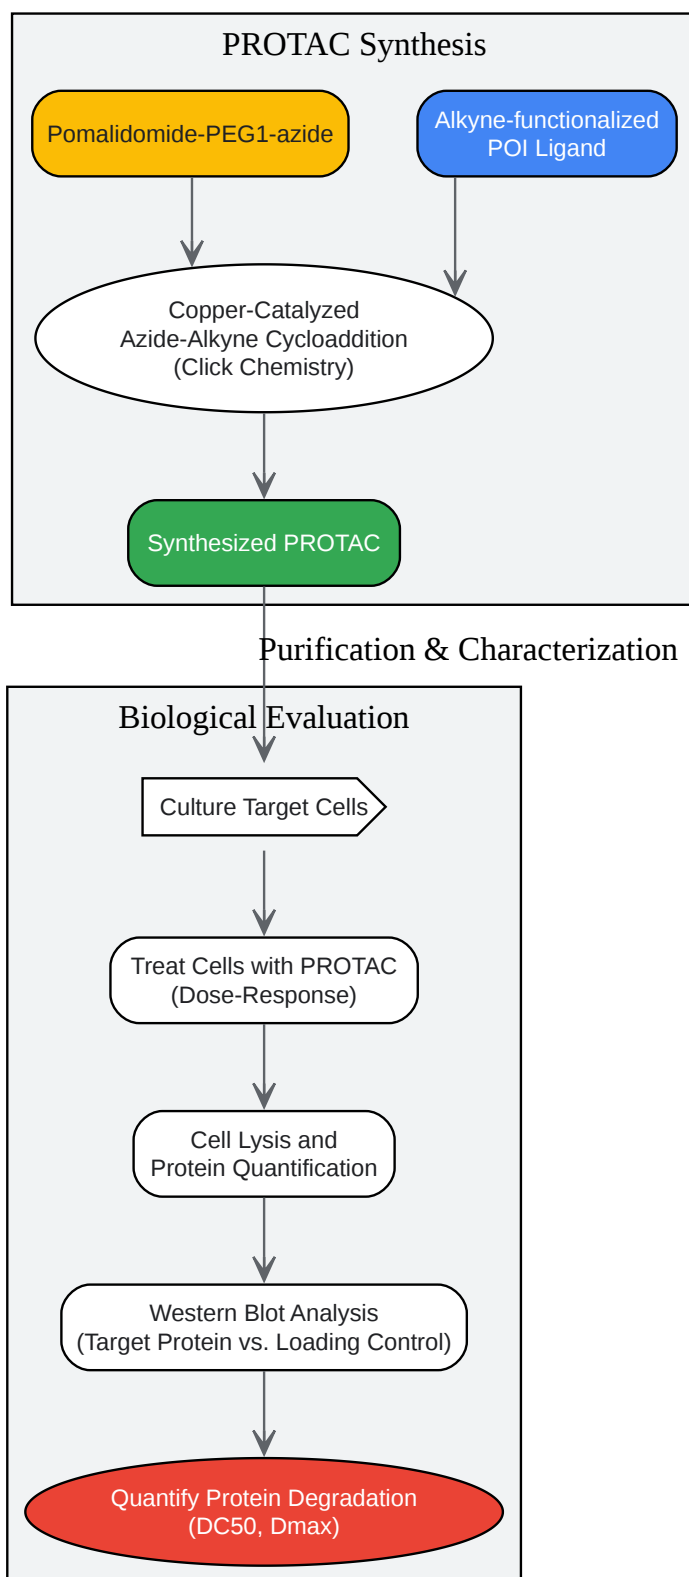 PROTAC Synthesis
Pomalidomide-PEG1-azide
Alkyne-functionalized
POI Ligand
Copper-Catalyzed
Azide-Alkyne Cycloaddition
(Click Chemistry)
Synthesized PROTAC
Purification & Characterization
Biological Evaluation
Culture Target Cells
Treat Cells with PROTAC
(Dose-Response)
Cell Lysis and
Protein Quantification
Western Blot Analysis
(Target Protein vs. Loading Control)
Quantify Protein Degradation
(DC50, Dmax)